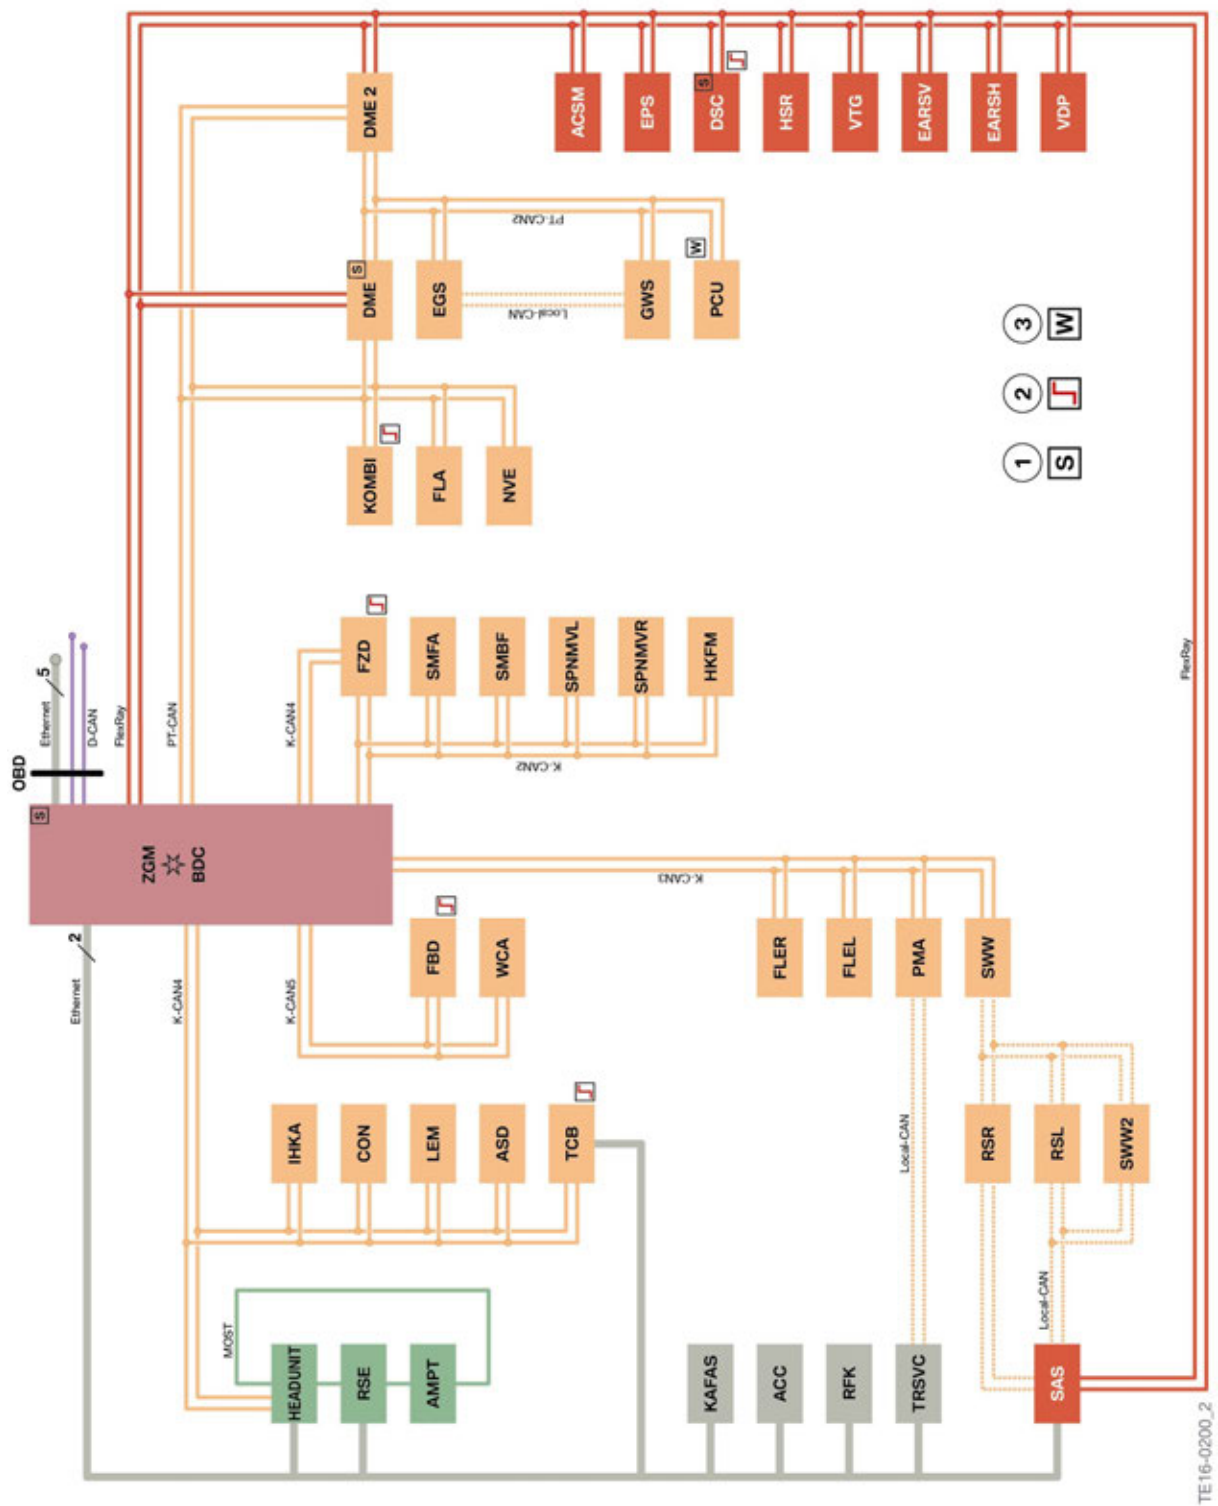 OBD
S
Ethernet
5
Ethernet
2
D-CAN
FlexRay
ZGM
K-CAN4
PT-CAN
BDC
MOST
K-CAN5
K-CAN4
HEADUNIT
IHKA
S
RSE
CON
FZD
KOMBI
DME
DME 2
AMPT
LEM
FBD
SMFA
FLA
EGS
ASD
WCA
SMBF
NVE
K-CAN2
Local-CAN
PT-CAN2
TCB
SPNMVL
ACSM
SPNMVR
GWS
EPS
K-CAN3
W
S
KAFAS
HKFM
PCU
DSC
ACC
FLER
HSR
RFK
FLEL
VTG
Local-CAN
TRSVC
PMA
EARSV
RSR
SWW
EARSH
1
2
3
Local-CAN
SAS
RSL
S
W
VDP
SWW2
FlexRay
TE16-0200_2